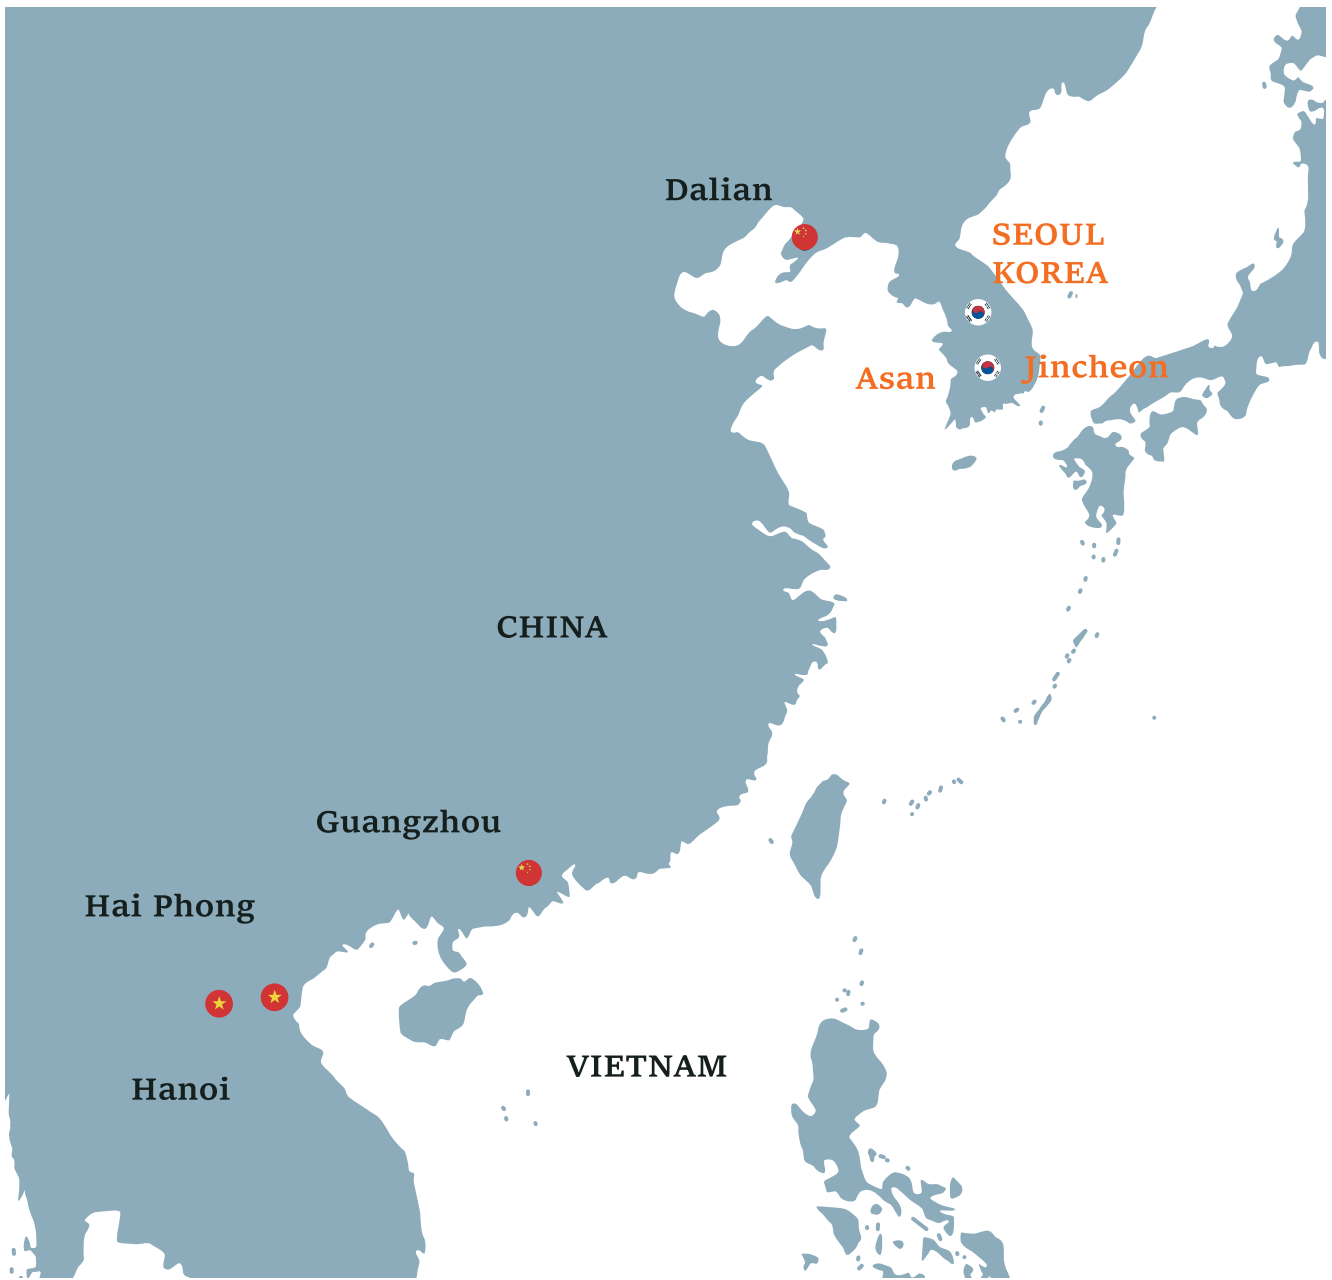 Dalian
SEOUL
KOREA
Jincheon
Asan
CHINA
Guangzhou
Hai Phong
VIETNAM
Hanoi